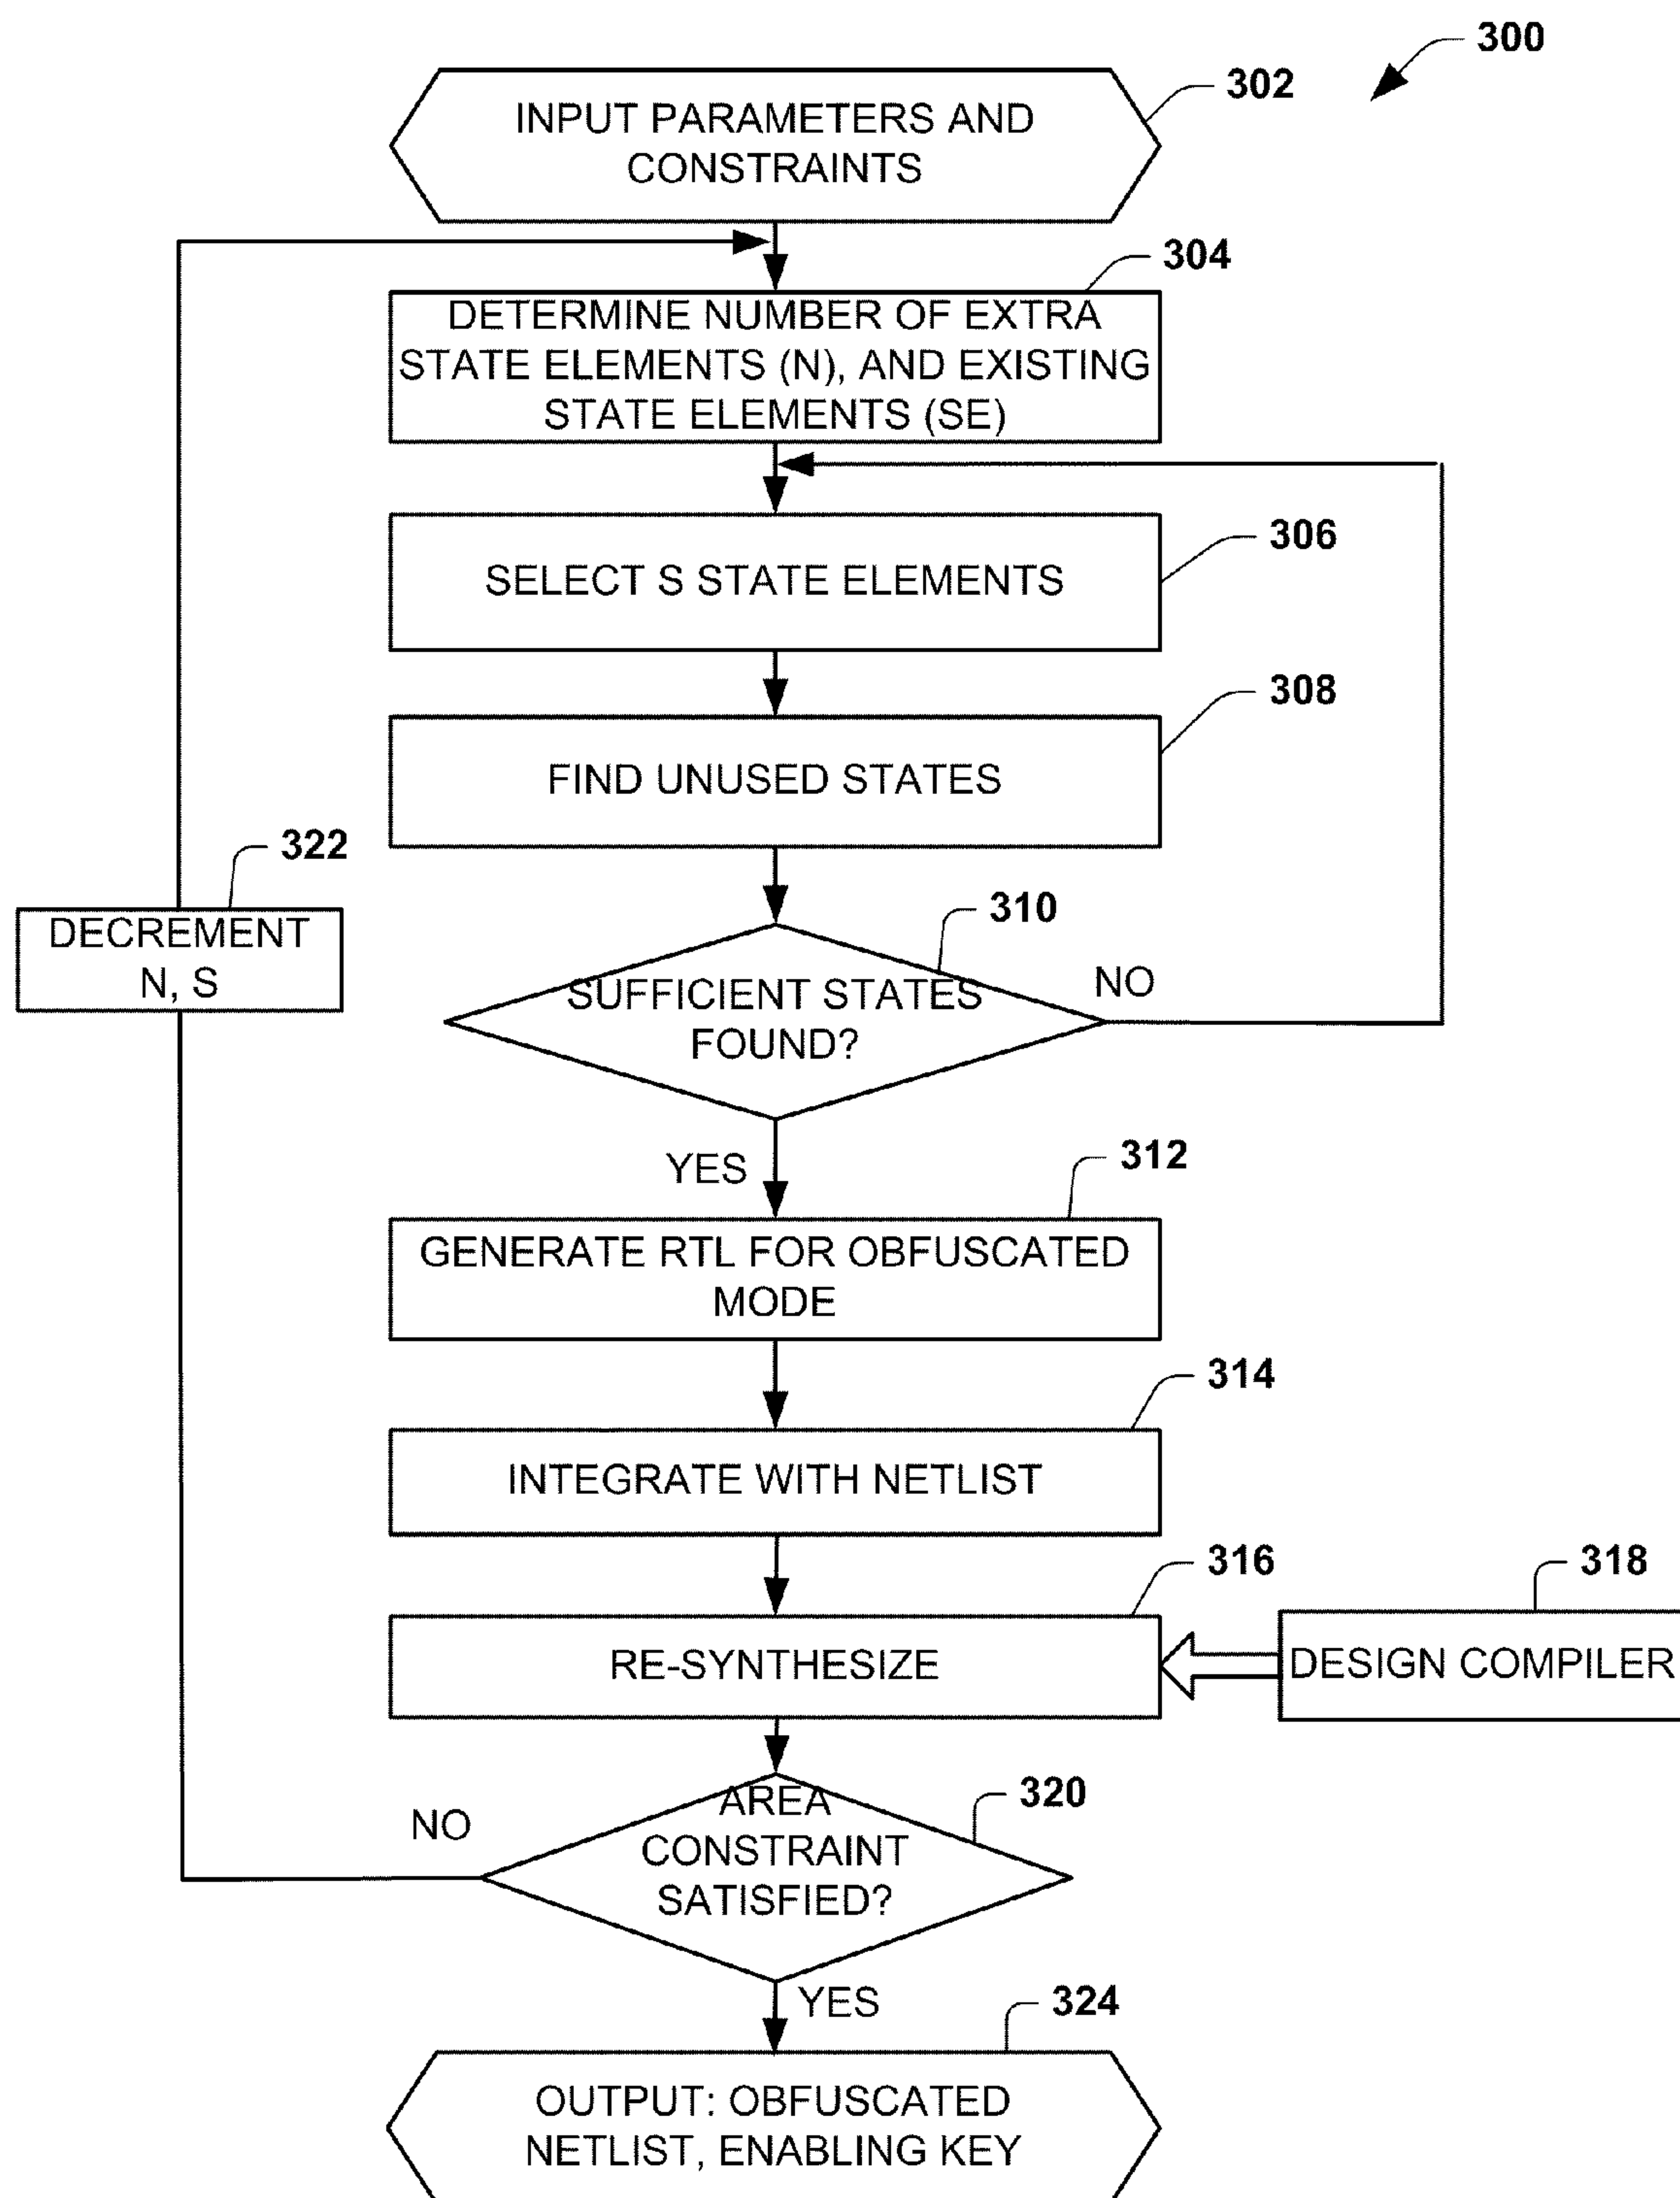 300
302
INPUT PARAMETERS AND
CONSTRAINTS
304
DETERMINE NUMBER OF EXTRA
STATE ELEMENTS (N), AND EXISTING
STATE ELEMENTS (SE)
306
SELECT S STATE ELEMENTS
308
FIND UNUSED STATES
322
DECREMENT
N, S
310
SUFFICIENT STATES
FOUND?
NO
YES
312
GENERATE RTL FOR OBFUSCATED
MODE
314
INTEGRATE WITH NETLIST
316
RE-SYNTHESIZE
318
DESIGN COMPILER
320
AREA
CONSTRAINT
SATISFIED?
NO
YES
324
OUTPUT: OBFUSCATED
NETLIST, ENABLING KEY